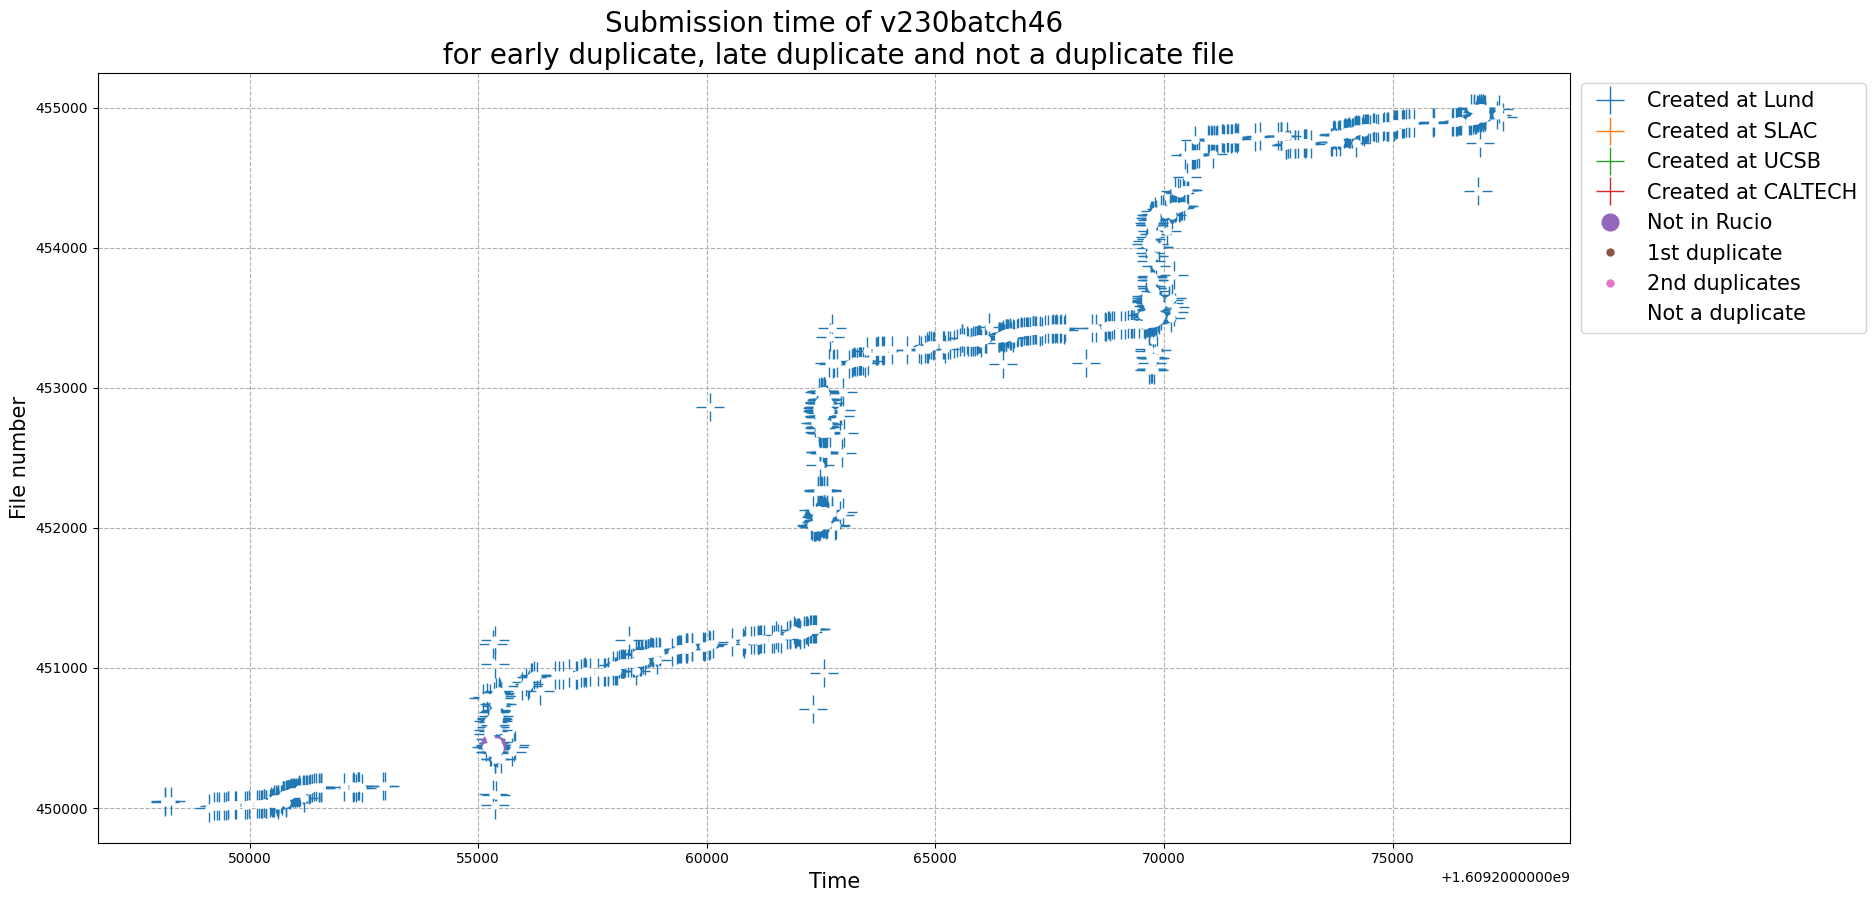 Submission time of v230batch46
for early duplicate, late duplicate and not a duplicate file
File number
455000
454000
453000
452000
451000
450000
50000
55000
60000
65000
70000
75000
Time
+1.6092000000e9
Created at Lund
Created at SLAC
Created at UCSB
Created at CALTECH
Not in Rucio
1st duplicate
2nd duplicates
Not a duplicate